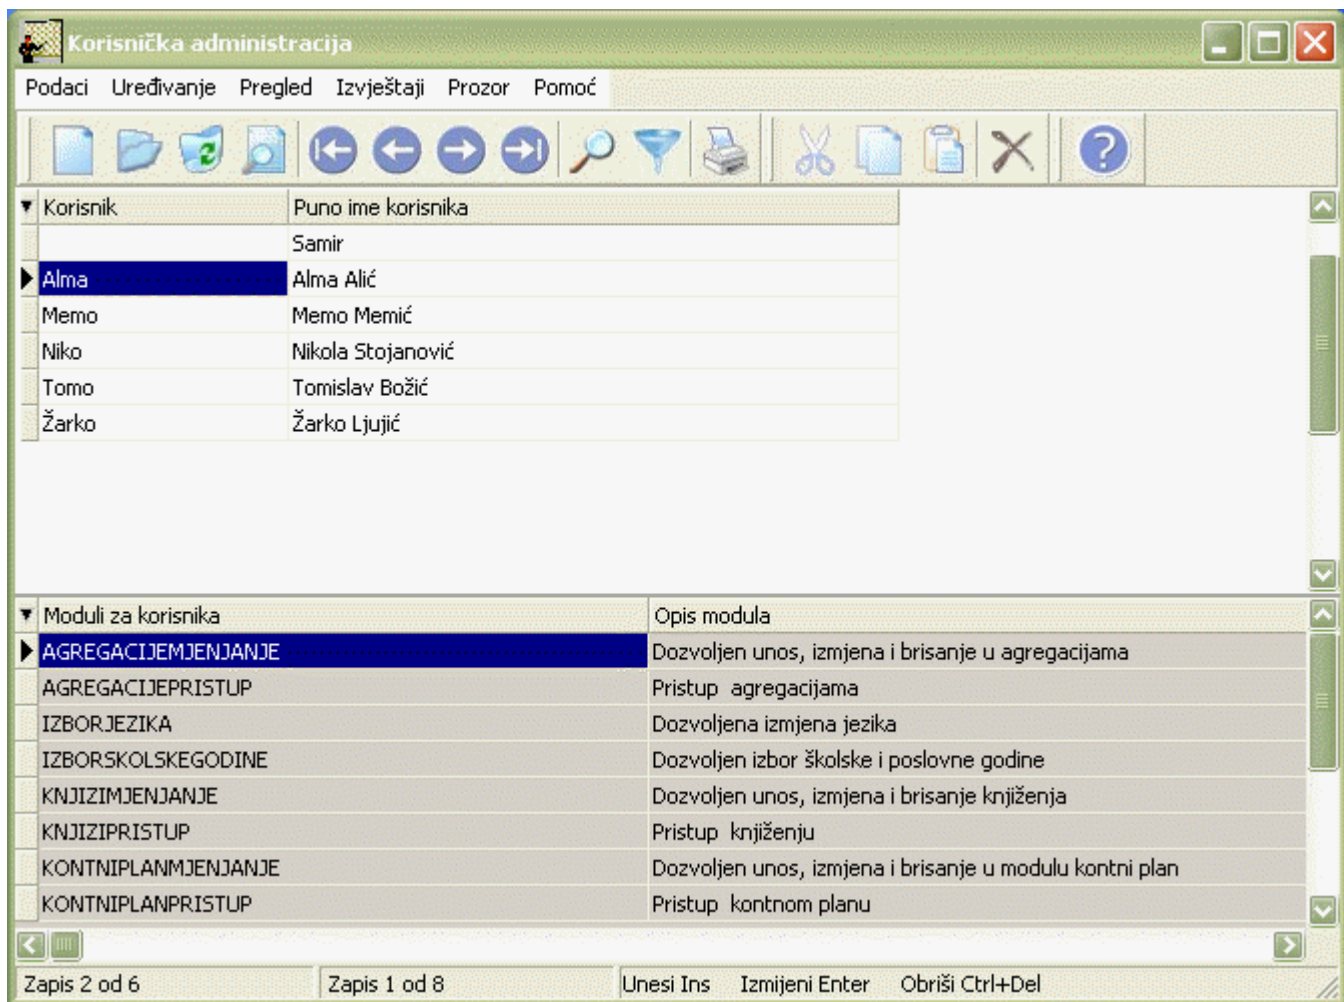 Korisnička administracija
Podaci Uređivanje Pregled Izvještaji Prozor Pomoć
Korisnik Puno ime korisnika
Samir
Alma Alma Alić
Memo Memo Memić
Niko Nikola Stojanović
Tomo Tomislav Božić
Žarko Žarko Ljujić
Moduli za korisnika Opis modula
AGREGACIJEMJENJANJE Dozvoljen unos, izmjena i brisanje u agregacijama
AGREGACIJEPRISTUP Pristup agregacijama
IZBORJEZIKA Dozvoljena izmjena jezika
IZBORSKOLSKEGODINE Dozvoljen izbor školske i poslovne godine
KNJIZIMJENJANJE Dozvoljen unos, izmjena i brisanje knjiženja
KNJIZIPRISTUP Pristup knjiženju
KONTNIPLANMJENJANJE Dozvoljen unos, izmjena i brisanje u modulu kontni plan
KONTNIPLANPRISTUP Pristup kontnom planu
Zapis 2 od 6 Zapis 1 od 8 Unesi Ins Izmijeni Enter Obriši Ctrl+Del